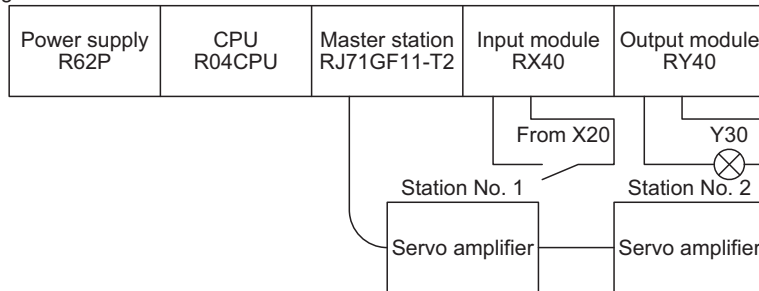 g
Power supply
R62P
CPU
R04CPU
Master station
RJ71GF11-T2
Input module
RX40
Output module
RY40
From X20
Y30
Station No. 1
Station No. 2
Servo amplifier
Servo amplifier